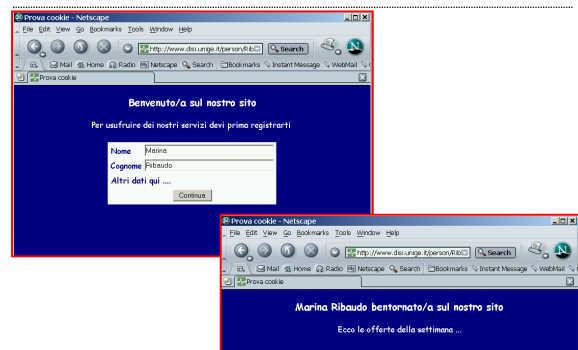 Prova cookie - Netscape
File Edit View Go Bookmarks Tools Window Help
http://www.disi.unige.it/person/Rib Search
Mail Home Radio Netscape Search Bookmarks Instant Message WebMail
Prova cookie
Benvenuto/a sul nostro sito
Per usufruire dei nostri servizi devi prima registrarti
Nome Marina
Cognome Ribaudo
Altri dati qui ....
Continua
Prova cookie - Netscape
File Edit View Go Bookmarks Tools Window Help
http://www.disi.unige.it/person/Rib Search
Mail Home Radio Netscape Search Bookmarks Instant Message WebMail
Prova cookie
Marina Ribaudo bentornato/a sul nostro sito
Ecco le offerte della settimana ...